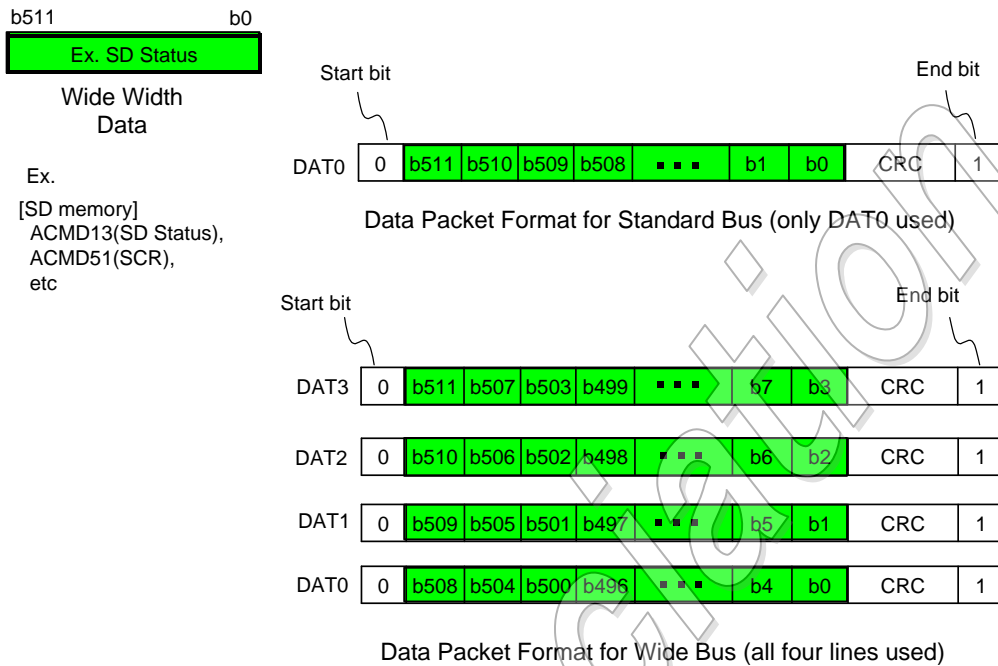 b511 b0
Ex. SD Status
Wide Width
Data
Ex.
[SD memory]
ACMD13(SD Status),
ACMD51(SCR),
etc
Start bit End bit
DAT0 0 b511 b510 b509 b508 ▪ ▪ ▪ b1 b0 CRC 1
Data Packet Format for Standard Bus (only DAT0 used)
Start bit End bit
DAT3 0 b511 b507 b503 b499 ▪ ▪ ▪ b7 b3 CRC 1
DAT2 0 b510 b506 b502 b498 ▪ ▪ ▪ b6 b2 CRC 1
DAT1 0 b509 b505 b501 b497 ▪ ▪ ▪ b5 b1 CRC 1
DAT0 0 b508 b504 b500 b496 ▪ ▪ ▪ b4 b0 CRC 1
Data Packet Format for Wide Bus (all four lines used)
ciation